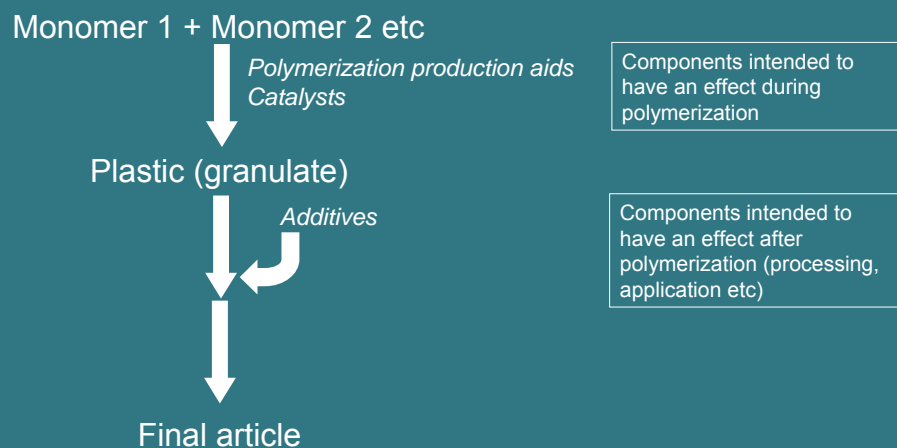 Monomer 1 + Monomer 2 etc
Polymerization production aids
Catalysts
Components intended to
have an effect during
polymerization
Plastic (granulate)
Additives
Components intended to
have an effect after
polymerization (processing,
application etc)
Final article